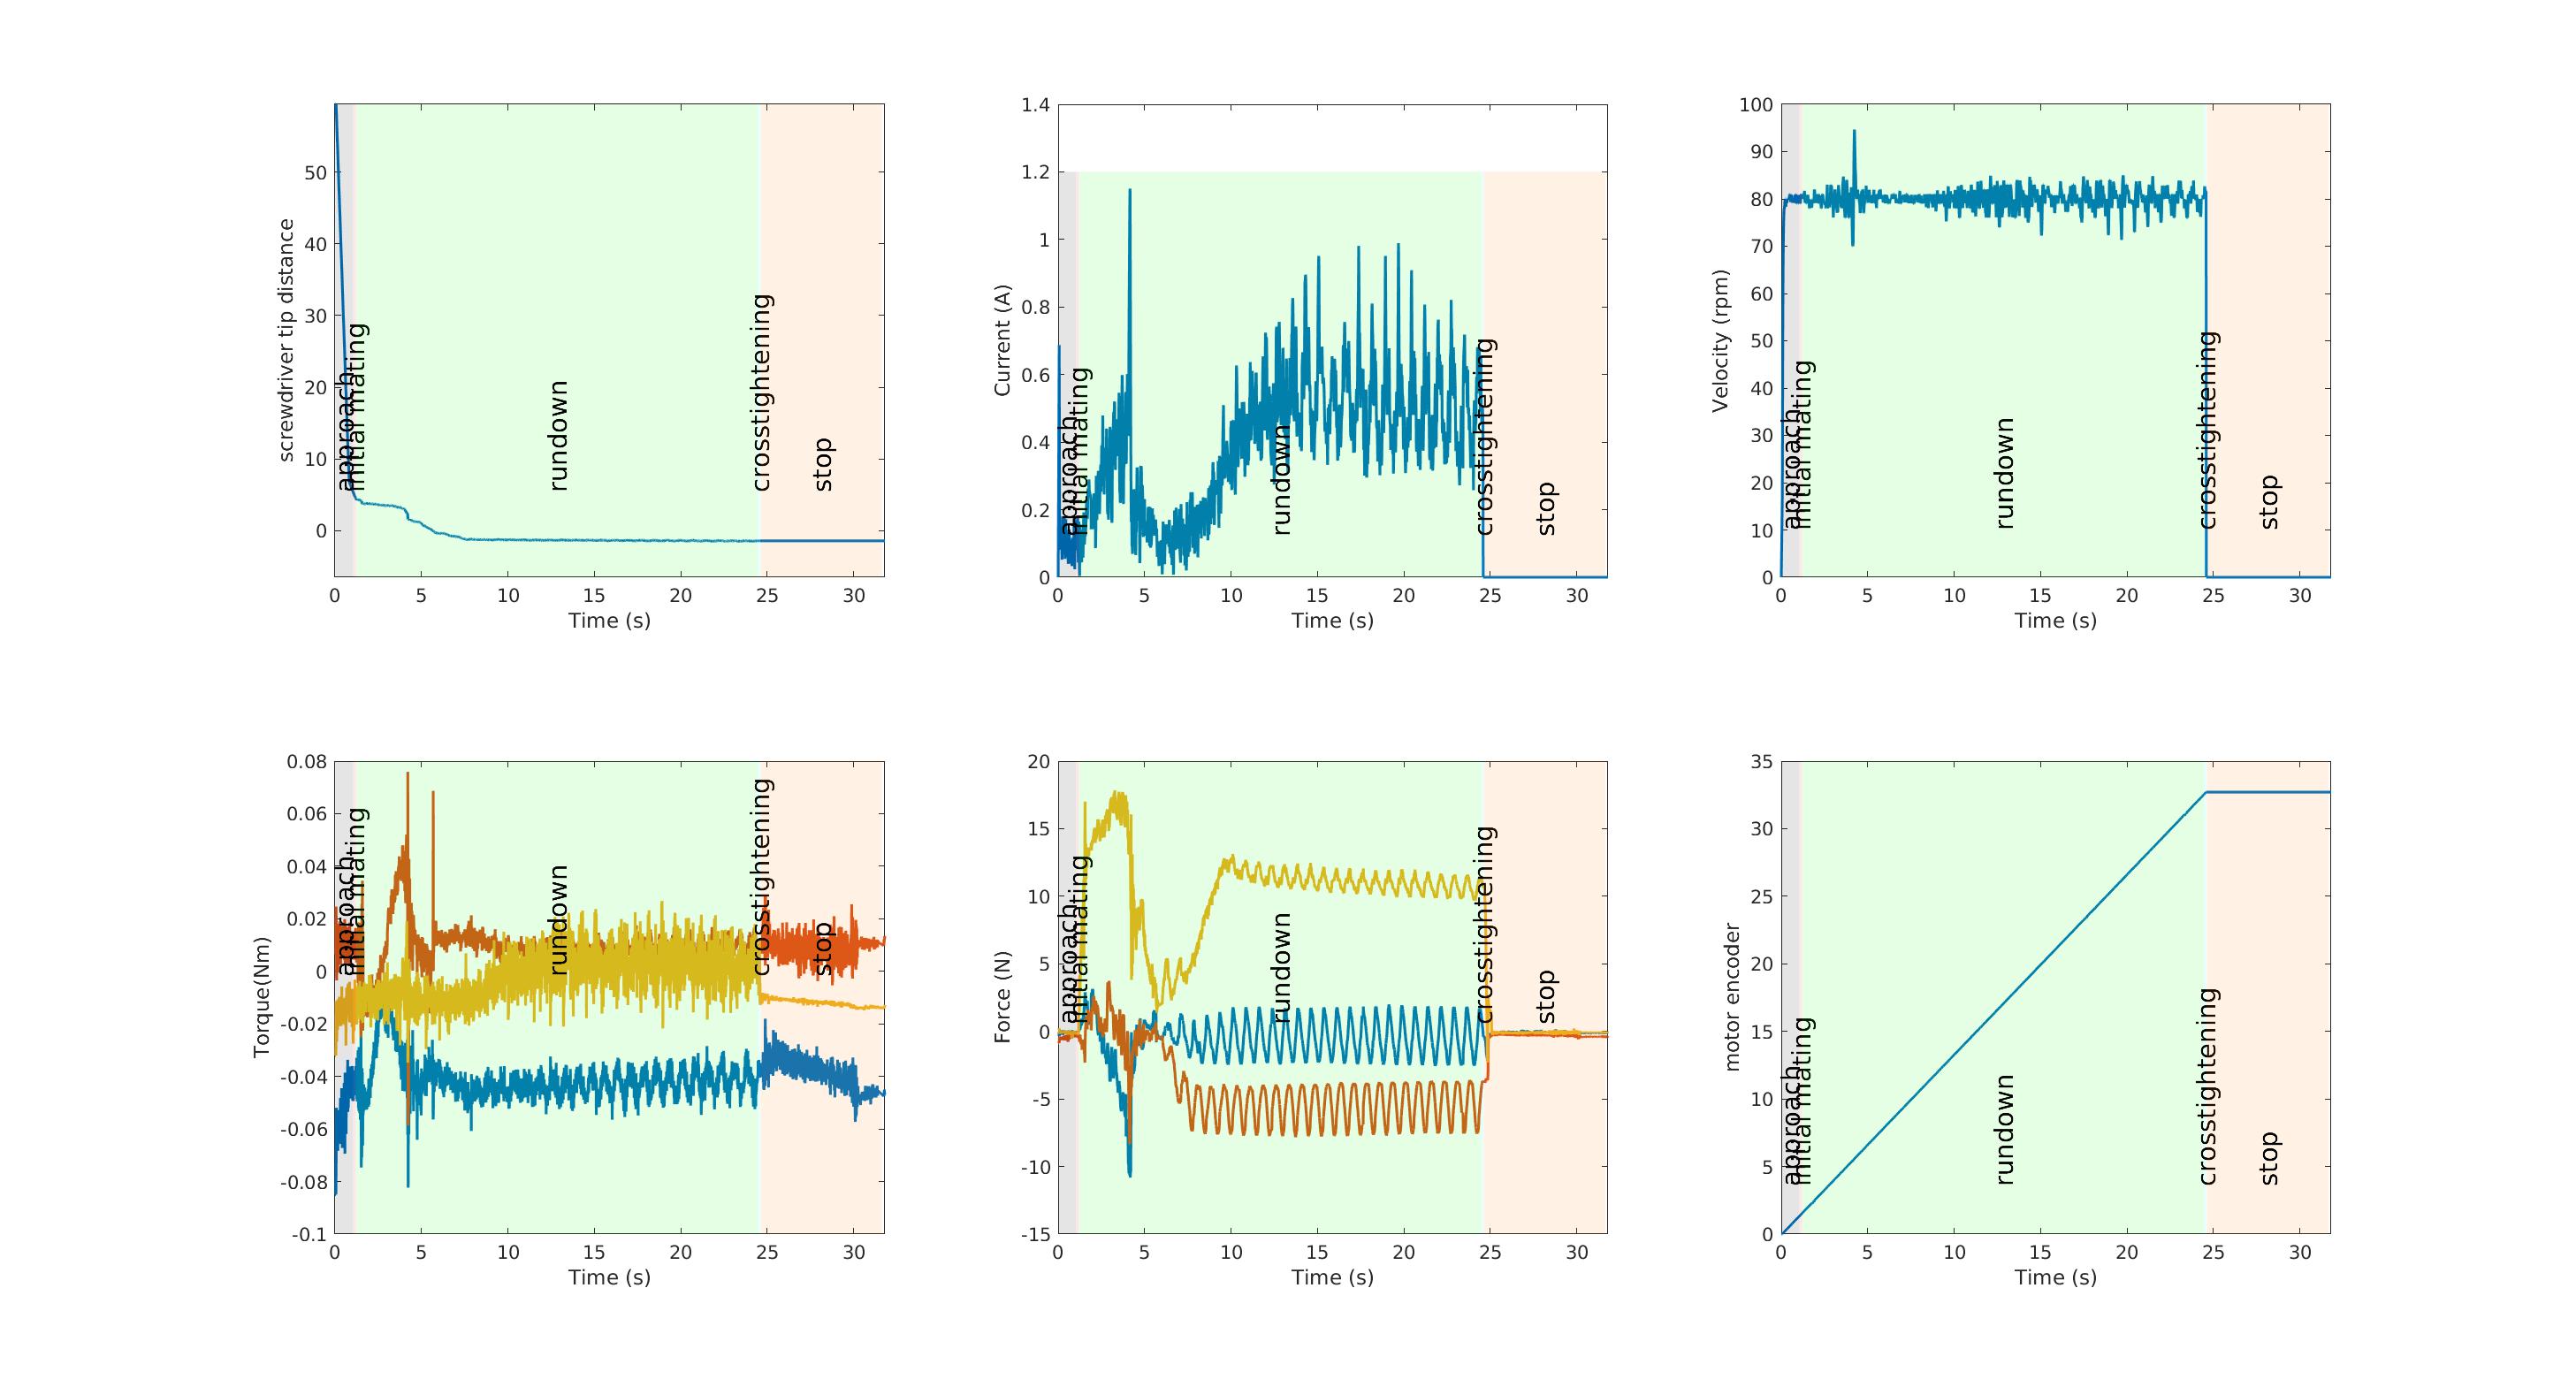 screwdriver tip distance
50
40
30
20
10
0
approach
initial mating
rundown
crosstightening
stop
0 5 10 15 20 25 30
Time (s)
Current (A)
1.4
1.2
1
0.8
0.6
0.4
0.2
0
approach
initial mating
rundown
crosstightening
stop
0 5 10 15 20 25 30
Time (s)
Velocity (rpm)
100
90
80
70
60
50
40
30
20
10
0
approach
initial mating
rundown
crosstightening
stop
0 5 10 15 20 25 30
Time (s)
Torque(Nm)
0.08
0.06
0.04
0.02
0
-0.02
-0.04
-0.06
-0.08
-0.1
approach
initial mating
rundown
crosstightening
stop
0 5 10 15 20 25 30
Time (s)
Force (N)
20
15
10
5
0
-5
-10
-15
approach
initial mating
rundown
crosstightening
stop
0 5 10 15 20 25 30
Time (s)
motor encoder
35
30
25
20
15
10
5
0
approach
initial mating
rundown
crosstightening
stop
0 5 10 15 20 25 30
Time (s)